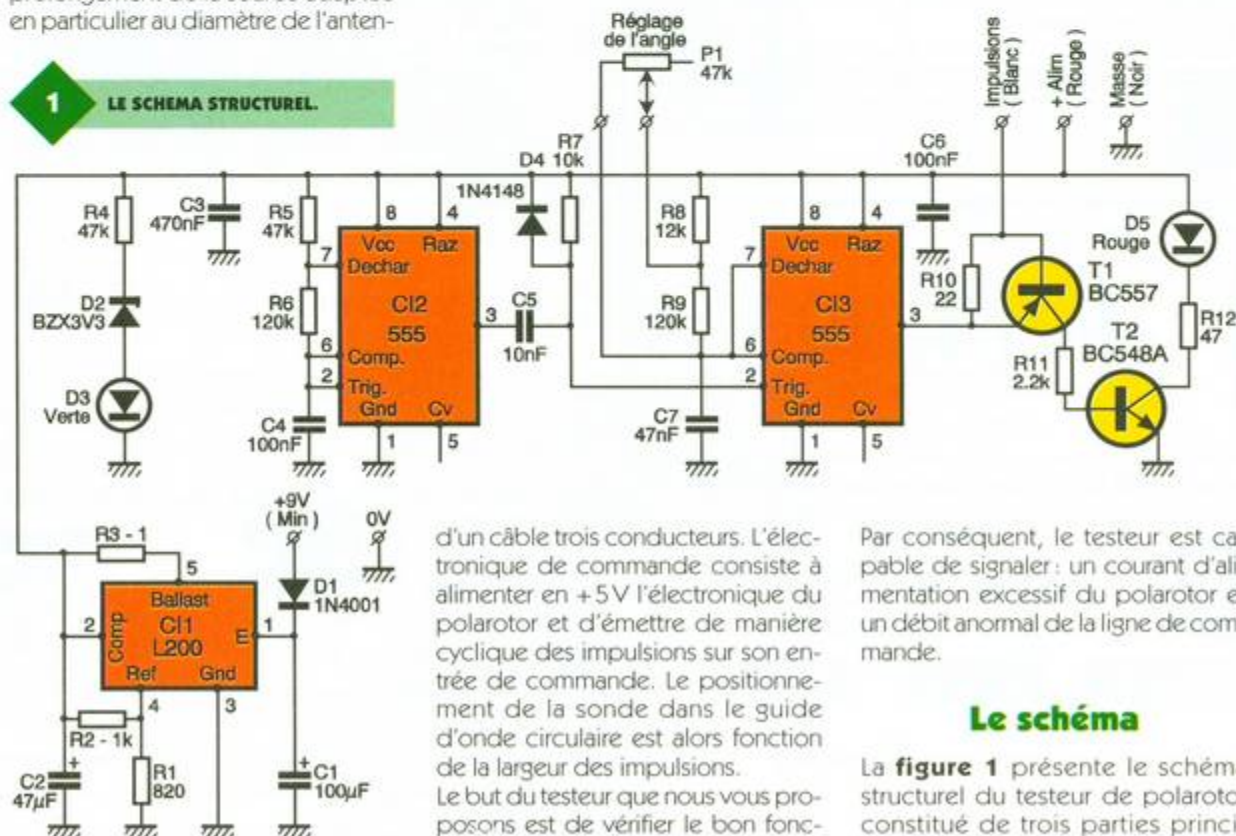 en particulier au diamètre de l'anten-
1 LE SCHEMA STRUCTUREL.
Réglage
de l'angle
P1
47k
Impulsions
( Blanc )
+ Alim
( Rouge )
Masse
( Noir )
R4
47k
C3
470nF
R5
47k
D4
1N4148
R7
10k
R8
12k
C6
100nF
D5
Rouge
D2
BZX3V3
D3
Verte
R6
120k
C4
100nF
8
Vcc
4
Raz
7
Dechar
CI2
555
3
6
Comp.
2
Trig.
Gnd
1
Cv
5
C5
10nF
R9
120k
C7
47nF
8
Vcc
4
Raz
7
Dechar
CI3
555
3
6
Comp.
2
Trig.
Gnd
1
Cv
5
R10
22
T1
BC557
T2
BC548A
R11
2.2k
R12
47
+9V
( Min )
0V
R3 - 1
5
D1
1N4001
Ballast
2
Comp
CI1
L200
E
1
Ref
Gnd
4
3
R2 - 1k
C2
+
47µF
R1
820
+
C1
100µF
d'un câble trois conducteurs. L'élec-
tronique de commande consiste à
alimenter en +5V l'électronique du
polarotor et d'émettre de manière
cyclique des impulsions sur son en-
trée de commande. Le positionne-
ment de la sonde dans le guide
d'onde circulaire est alors fonction
de la largeur des impulsions.
Le but du testeur que nous vous pro-
posons est de vérifier le bon fonc-
Par conséquent, le testeur est ca-
pable de signaler : un courant d'ali-
mentation excessif du polarotor e
un débit anormal de la ligne de com-
mande.
Le schéma
La figure 1 présente le schém
structurel du testeur de polaroto
constitué de trois parties princi